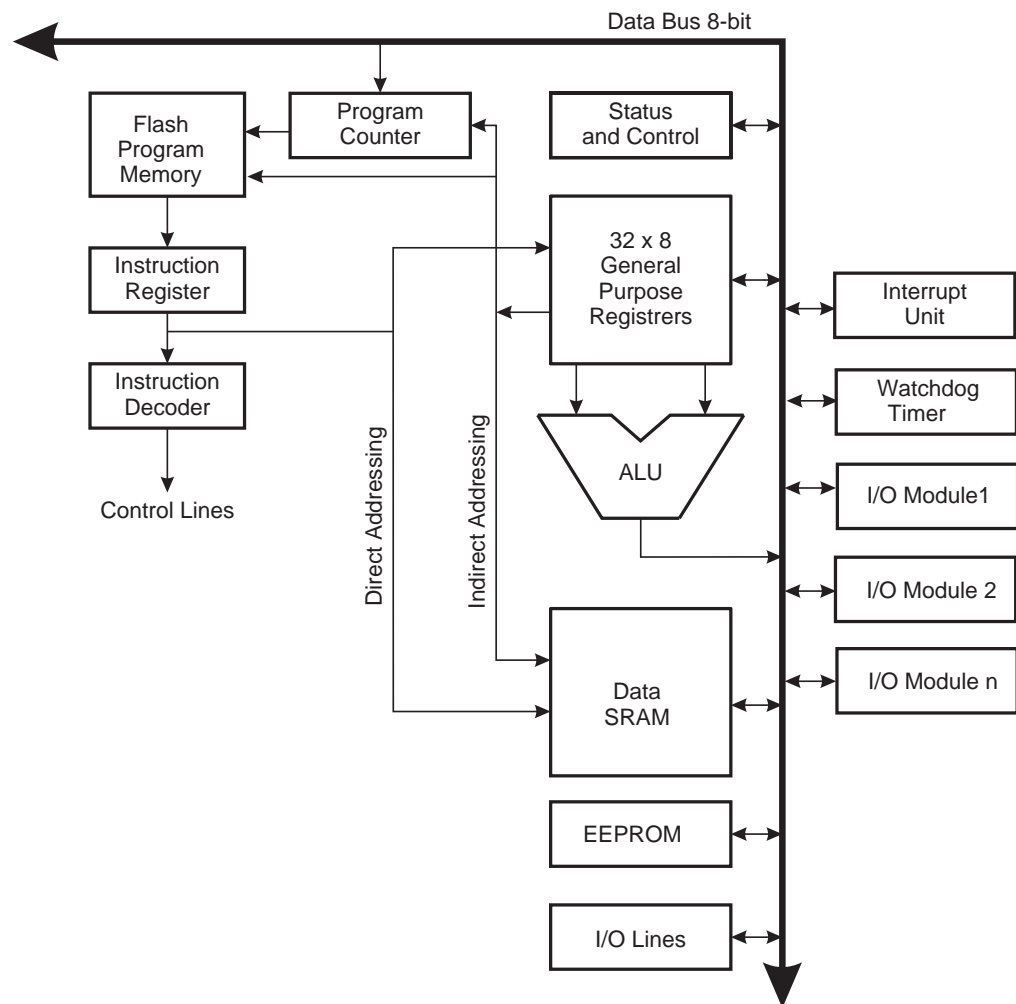 Data Bus 8-bit
Flash
Program
Memory
Program
Counter
Status
and Control
Instruction
Register
32 x 8
General
Purpose
Registrers
Interrupt
Unit
Instruction
Decoder
Watchdog
Timer
Control Lines
Direct Addressing
Indirect Addressing
ALU
I/O Module1
I/O Module 2
Data
SRAM
I/O Module n
EEPROM
I/O Lines